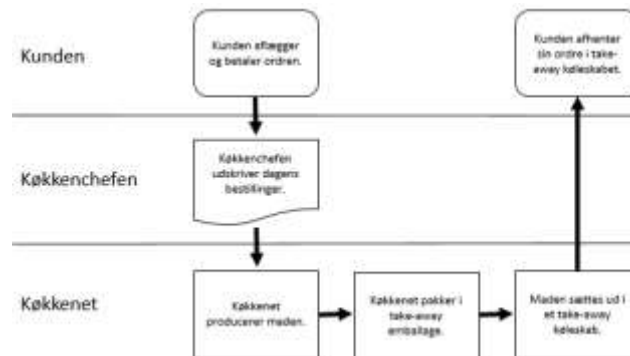 Kunden
Kunden aflægger
og betaler ordren.
Kunden afhenter
sin ordre i take-
away køleskabet.
Køkkenchefen
Køkkenchefen
udskriver dagens
bestillinger.
Køkkenet
Køkkenet
producerer maden.
Køkkenet pakker i
take-away
emballage.
Maden sættes ud i
et take-away
køleskab.